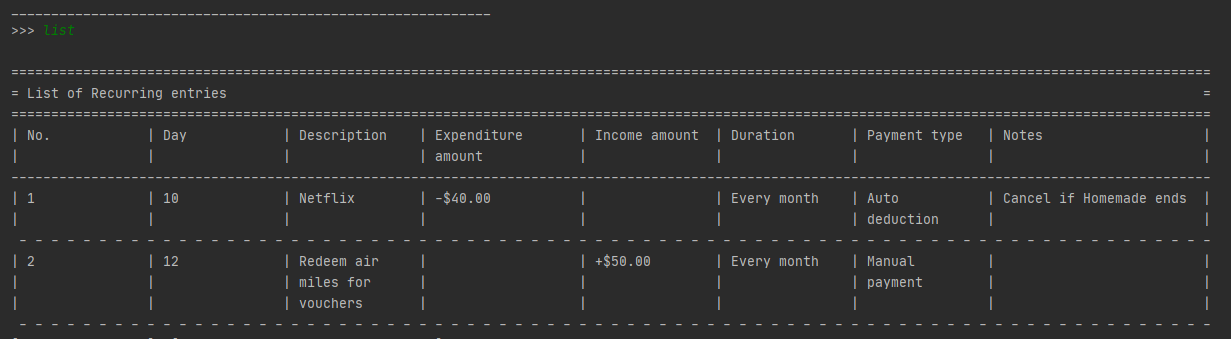 >>> list
= List of Recurring entries =
| No. | Day | Description | Expenditure | Income amount | Duration | Payment type | Notes |
| | | | amount | | | | |
| 1 | 10 | Netflix | -$40.00 | | Every month | Auto | Cancel if Homemade ends |
| | | | | | | deduction | |
| 2 | 12 | Redeem air | | +$50.00 | Every month | Manual | |
| | | miles for | | | | payment | |
| | | vouchers | | | | | |